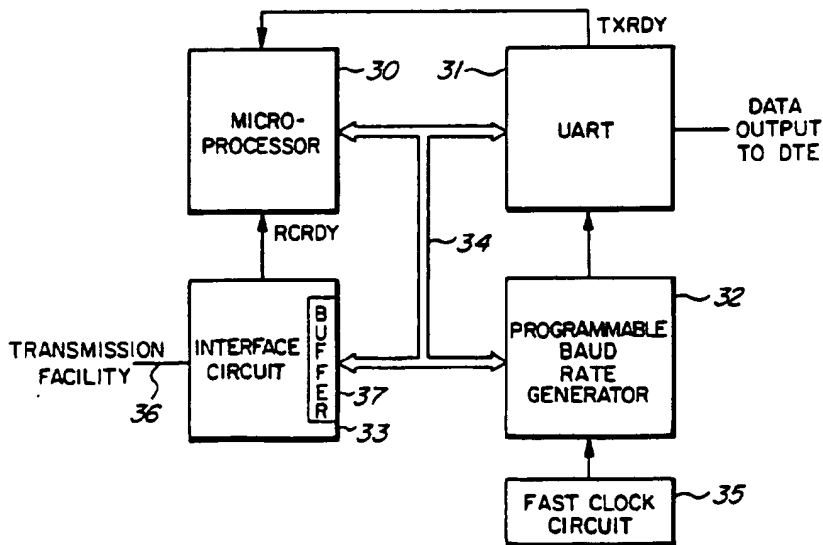 TXRDY
30
31
MICRO-
PROCESSOR
UART
DATA
OUTPUT
TO DTE
RCRDY
34
32
TRANSMISSION
FACILITY
36
INTERFACE
CIRCUIT
BUFFER
37
33
PROGRAMMABLE
BAUD
RATE
GENERATOR
FAST CLOCK
CIRCUIT
35